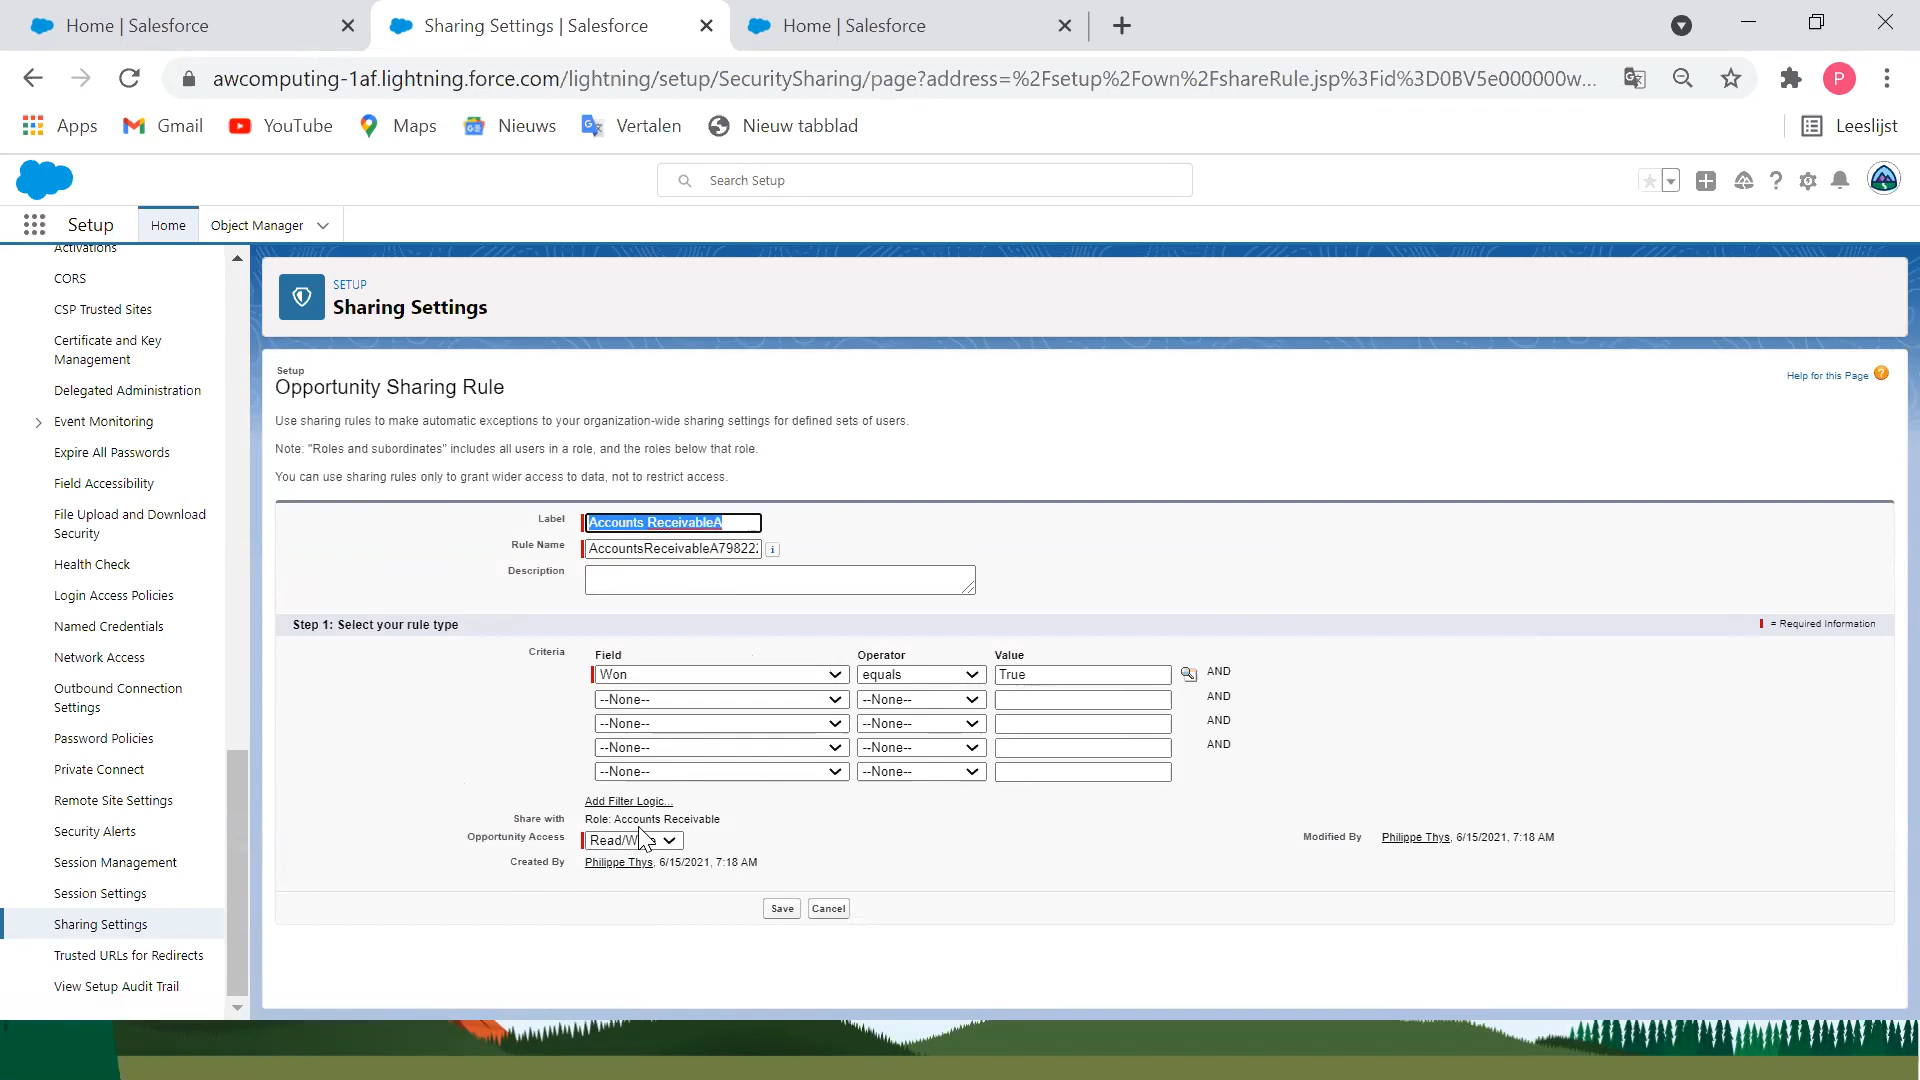 Home | Salesforce
Sharing Settings | Salesforce
Home | Salesforce
awcomputing-1af.lightning.force.com/lightning/setup/SecuritySharing/page?address=%2Fsetup%2Fown%2FshareRule.jsp%3Fid%3D0BV5e000000w...
P
Apps
Gmail
YouTube
Maps
Nieuws
Vertalen
Nieuw tabblad
Leeslijst
Search Setup
Setup
Home
Object Manager
Activations
CORS
CSP Trusted Sites
Certificate and Key
Management
Delegated Administration
Event Monitoring
Expire All Passwords
Field Accessibility
File Upload and Download
Security
Health Check
Login Access Policies
Named Credentials
Network Access
Outbound Connection
Settings
Password Policies
Private Connect
Remote Site Settings
Security Alerts
Session Management
Session Settings
Sharing Settings
Trusted URLs for Redirects
View Setup Audit Trail
SETUP
Sharing Settings
Setup
Opportunity Sharing Rule
Help for this Page
Use sharing rules to make automatic exceptions to your organization-wide sharing settings for defined sets of users.
Note: "Roles and subordinates" includes all users in a role, and the roles below that role.
You can use sharing rules only to grant wider access to data, not to restrict access.
Label Accounts ReceivableA
Rule Name AccountsReceivableA79822
Description
Step 1: Select your rule type
= Required Information
Criteria Field Operator Value
Won equals True AND
--None-- --None-- AND
--None-- --None-- AND
--None-- --None-- AND
--None-- --None--
Add Filter Logic...
Share with Role: Accounts Receivable
Opportunity Access
Created By Philippe Thys, 6/15/2021, 7:18 AM
Modified By Philippe Thys, 6/15/2021, 7:18 AM
Save Cancel